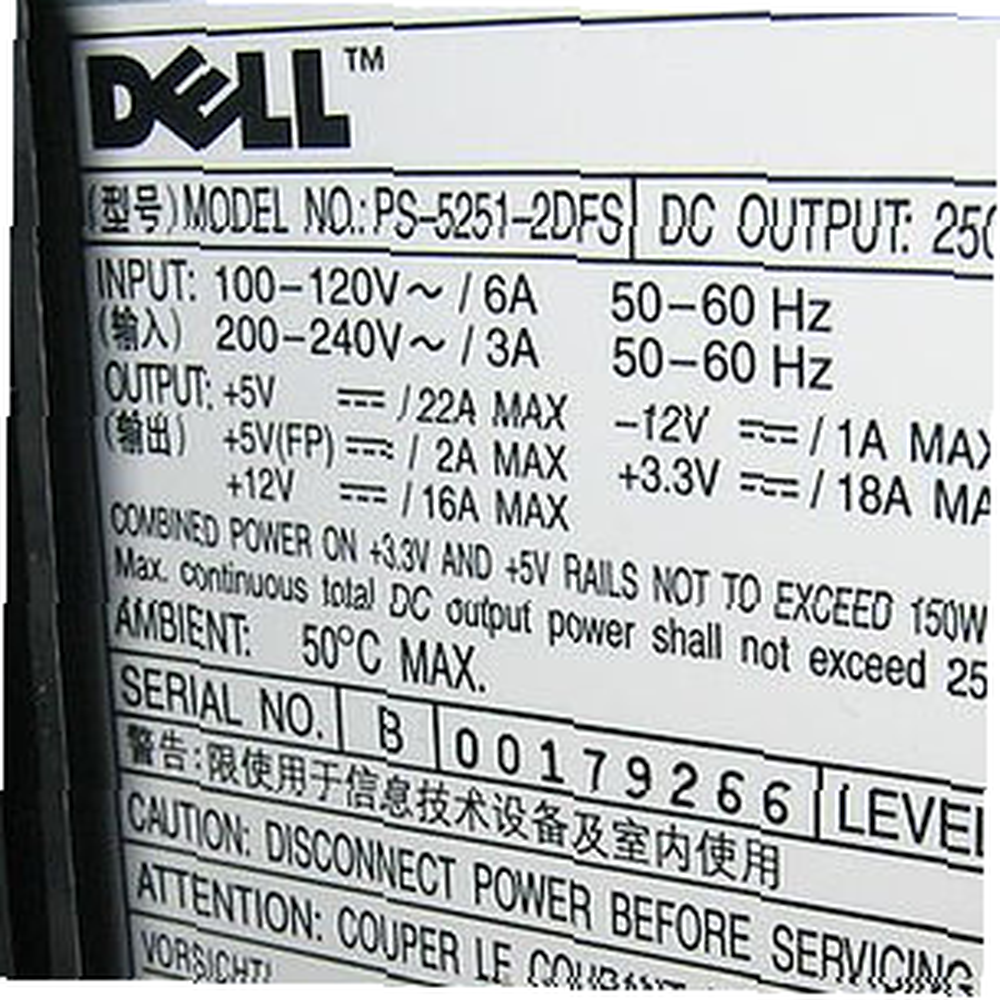 DELL™
(型号) MODEL NO.: PS-5251-2DFS DC OUTPUT:
INPUT: 100-120V~ / 6A 50-60 Hz
(输入) 200-240V~ / 3A 50-60 Hz
OUTPUT: +5V ⎓ / 22A MAX -12V ⎓ / 1A MAX
(输出) +5V(FP) ⎓ / 2A MAX +3.3V ⎓ / 18A
+12V ⎓ / 16A MAX
COMBINED POWER ON +3.3V AND +5V RAILS NOT TO EXCEED 150W
Max. continuous total DC output power shall not exceed
AMBIENT: 50°C MAX.
SERIAL NO. B 00179266 LEVEL
警告:限使用于信息技术设备及室内使用
CAUTION: DISCONNECT POWER BEFORE SERVICING
ATTENTION: COUPER LE COURANT
VORSICHT!